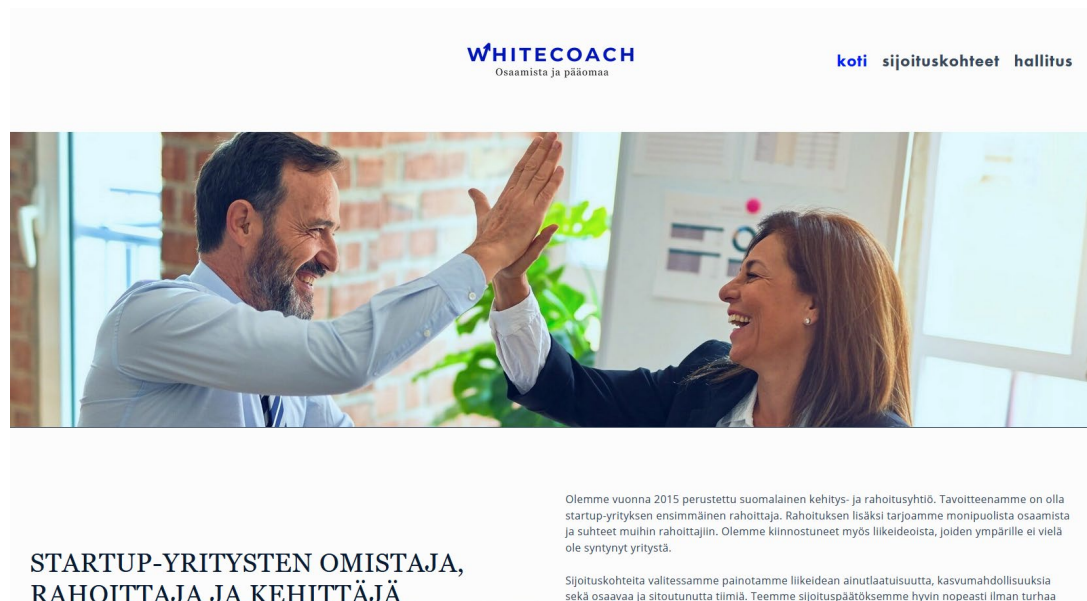 WHITECOACH
Osaamista ja pääomaa
koti sijoituskohteet hallitus
STARTUP-YRITYSTEN OMISTAJA,
RAHOITTAJA JA KEHITTÄJÄ
Olemme vuonna 2015 perustettu suomalainen kehitys- ja rahoitusyhtiö. Tavoitteenamme on olla
startup-yrityksen ensimmäinen rahoittaja. Rahoituksen lisäksi tarjoamme monipuolista osaamista
ja suhteet muihin rahoittajiin. Olemme kiinnostuneet myös liikeideoista, joiden ympärille ei vielä
ole syntynyt yritystä.
Sijoituskohteita valitessamme painotamme liikeidean ainutlaatuisuutta, kasvumahdollisuuksia
sekä osaavaa ja sitoutunutta tiimiä. Teemme sijoituspäätöksemme hyvin nopeasti ilman turhaa